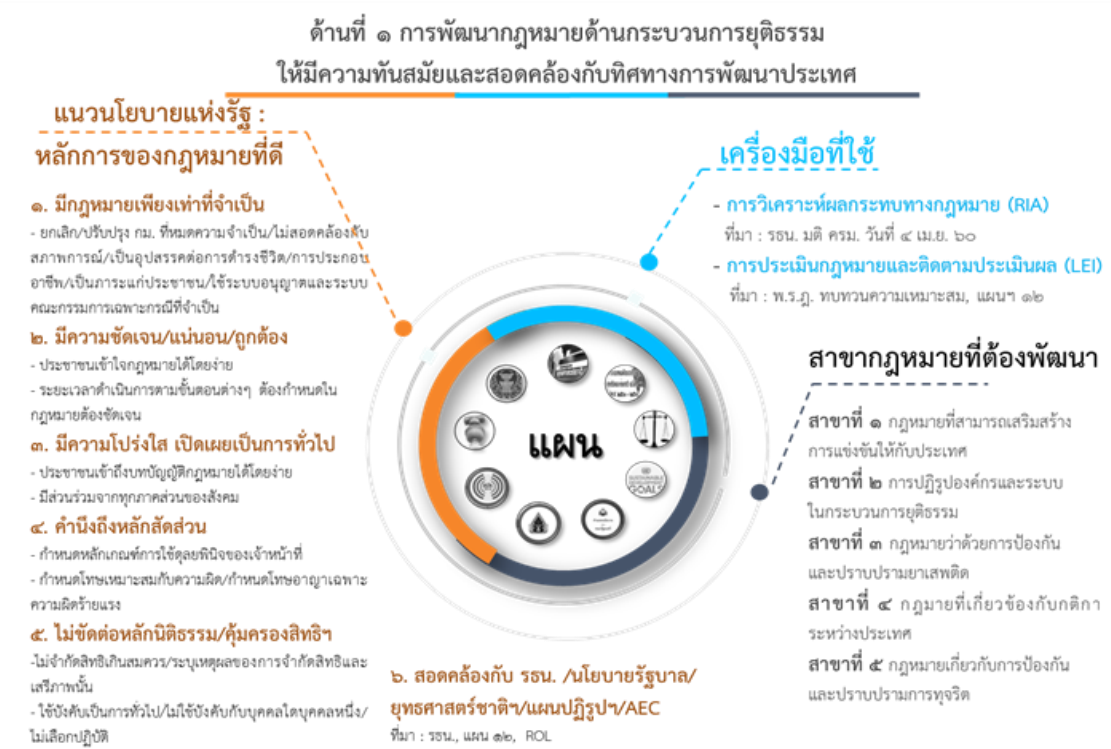 ด้านที่ ๑ การพัฒนากฎหมายด้านกระบวนการยุติธรรม
ให้มีความทันสมัยและสอดคล้องกับทิศทางการพัฒนาประเทศ
แนวนโยบายแห่งรัฐ :
หลักการของกฎหมายที่ดี
๑. มีกฎหมายเพียงเท่าที่จำเป็น
- ยกเลิก/ปรับปรุง กม. ที่หมดความจำเป็น/ไม่สอดคล้องกับ
สภาพการณ์/เป็นอุปสรรคต่อการดำรงชีวิต/การประกอบ
อาชีพ/เป็นภาระแก่ประชาชน/ใช้ระบบอนุญาตและระบบ
คณะกรรมการเฉพาะกรณีที่จำเป็น
๒. มีความชัดเจน/แน่นอน/ถูกต้อง
- ประชาชนเข้าใจกฎหมายได้โดยง่าย
- ระยะเวลาดำเนินการตามขั้นตอนต่างๆ ต้องกำหนดใน
กฎหมายต้องชัดเจน
๓. มีความโปร่งใส เปิดเผยเป็นการทั่วไป
- ประชาชนเข้าถึงบทบัญญัติกฎหมายได้โดยง่าย
- มีส่วนร่วมจากทุกภาคส่วนของสังคม
๔. คำนึงถึงหลักสัดส่วน
- กำหนดหลักเกณฑ์การใช้ดุลยพินิจของเจ้าหน้าที่
- กำหนดโทษเหมาะสมกับความผิด/กำหนดโทษอาญาเฉพาะ
ความผิดร้ายแรง
๕. ไม่ขัดต่อหลักนิติธรรม/คุ้มครองสิทธิฯ
-ไม่จำกัดสิทธิเกินสมควร/ระบุเหตุผลของการจำกัดสิทธิและ
เสรีภาพนั้น
- ใช้บังคับเป็นการทั่วไป/ไม่ใช้บังคับกับบุคคลใดบุคคลหนึ่ง/
ไม่เลือกปฏิบัติ
๖. สอดคล้องกับ รธน. /นโยบายรัฐบาล/
ยุทธศาสตร์ชาติฯ/แผนปฏิรูปฯ/AEC
ที่มา : รธน., แผน ๑๒, ROL
แผน
SUSTAINABLE
DEVELOPMENT
GOALS
เครื่องมือที่ใช้
- การวิเคราะห์ผลกระทบทางกฎหมาย (RIA)
ที่มา : รธน. มติ ครม. วันที่ ๔ เม.ย. ๖๐
- การประเมินกฎหมายและติดตามประเมินผล (LEI)
ที่มา : พ.ร.ฎ. ทบทวนความเหมาะสม, แผนฯ ๑๒
สาขากฎหมายที่ต้องพัฒนา
สาขาที่ ๑ กฎหมายที่สามารถเสริมสร้าง
การแข่งขันให้กับประเทศ
สาขาที่ ๒ การปฏิรูปองค์กรและระบบ
ในกระบวนการยุติธรรม
สาขาที่ ๓ กฎหมายว่าด้วยการป้องกัน
และปราบปรามยาเสพติด
สาขาที่ ๔ กฎมายที่เกี่ยวข้องกับกติกา
ระหว่างประเทศ
สาขาที่ ๕ กฎหมายเกี่ยวกับการป้องกัน
และปราบปรามการทุจริต